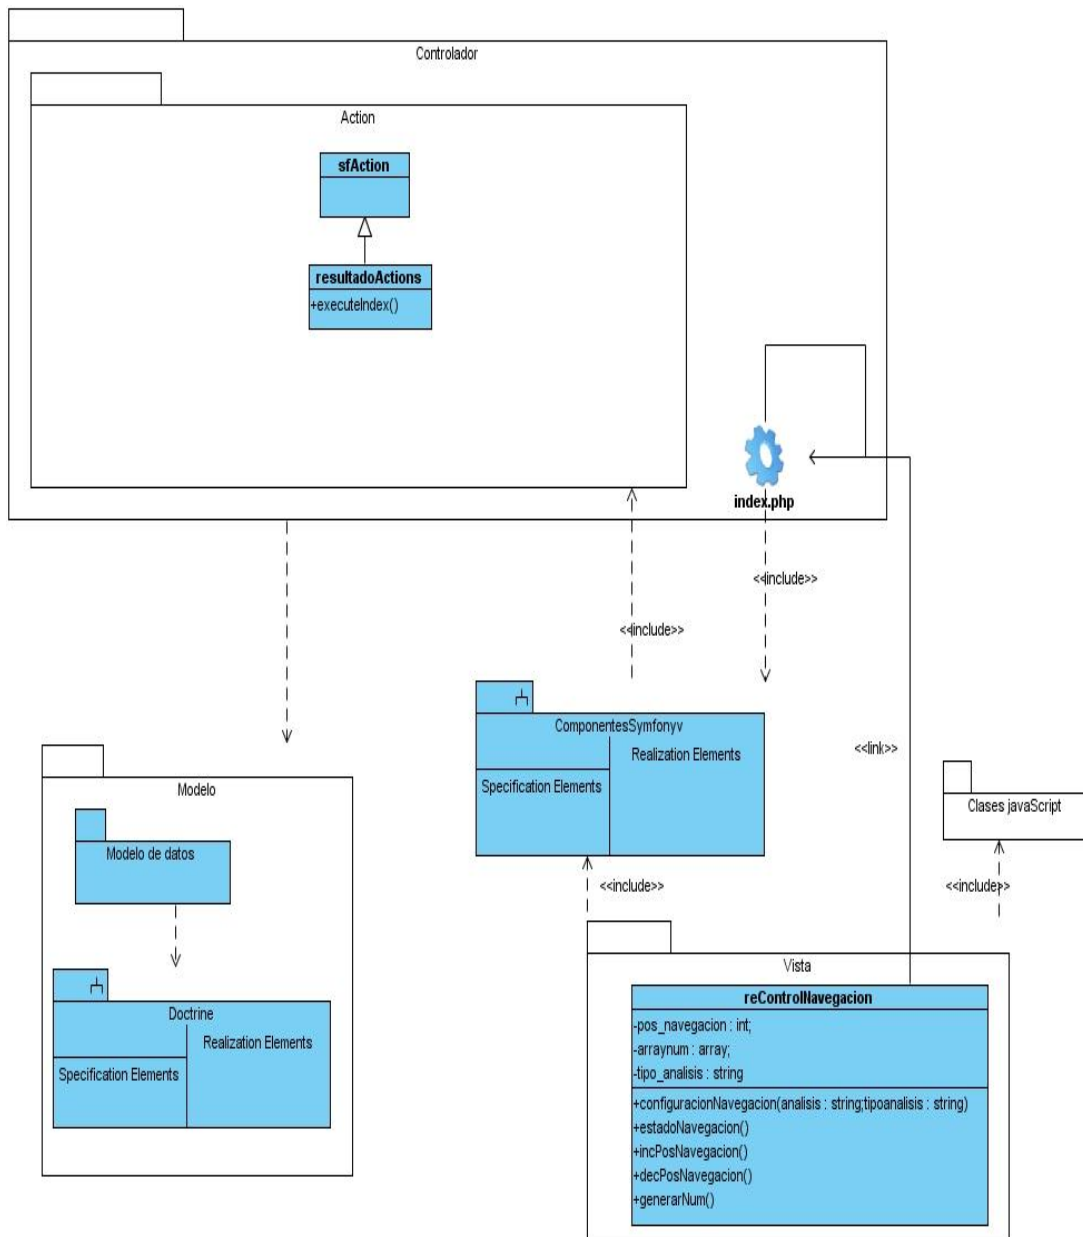 Controlador
Action
sfAction
resultadoActions
+executeIndex()
index.php
<<include>>
<<include>>
ComponentesSymfonyv
Realization Elements
Specification Elements
<<link>>
Modelo
Modelo de datos
Clases javaScript
<<include>>
<<include>>
Doctrine
Realization Elements
Specification Elements
Vista
reControlNavegacion
-pos_navegacion : int;
-arraynum : array;
-tipo_analisis : string
+configuracionNavegacion(analisis : string;tipoanalisis : string)
+estadoNavegacion()
+incPosNavegacion()
+decPosNavegacion()
+generarNum()